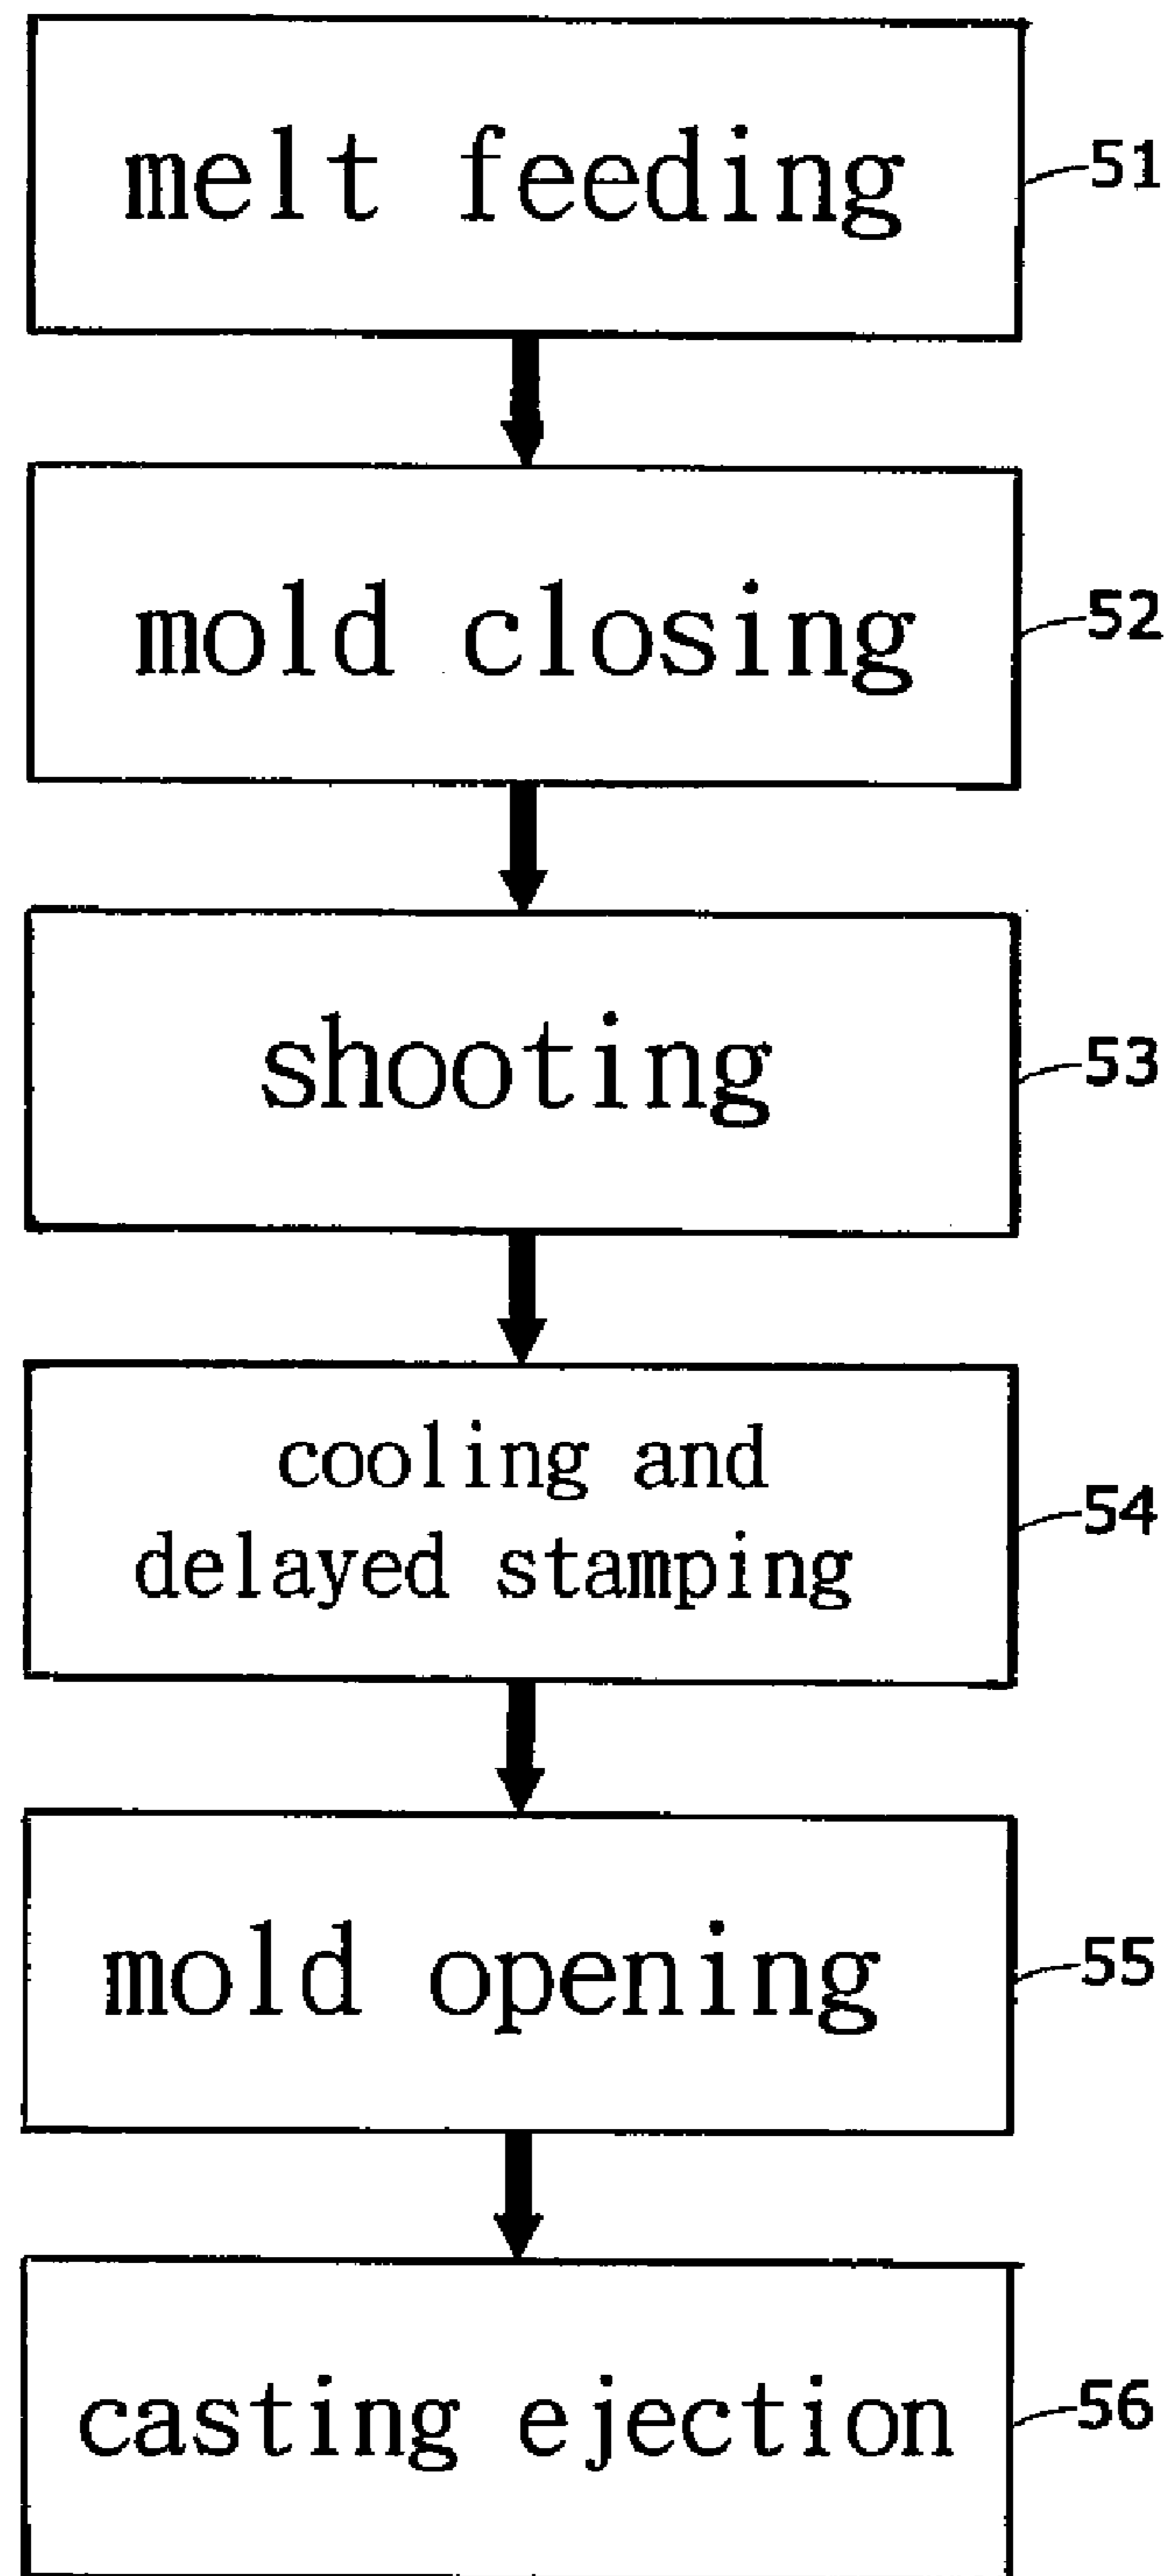 melt feeding
51
mold closing
52
shooting
53
cooling and
delayed stamping
54
mold opening
55
casting ejection
56